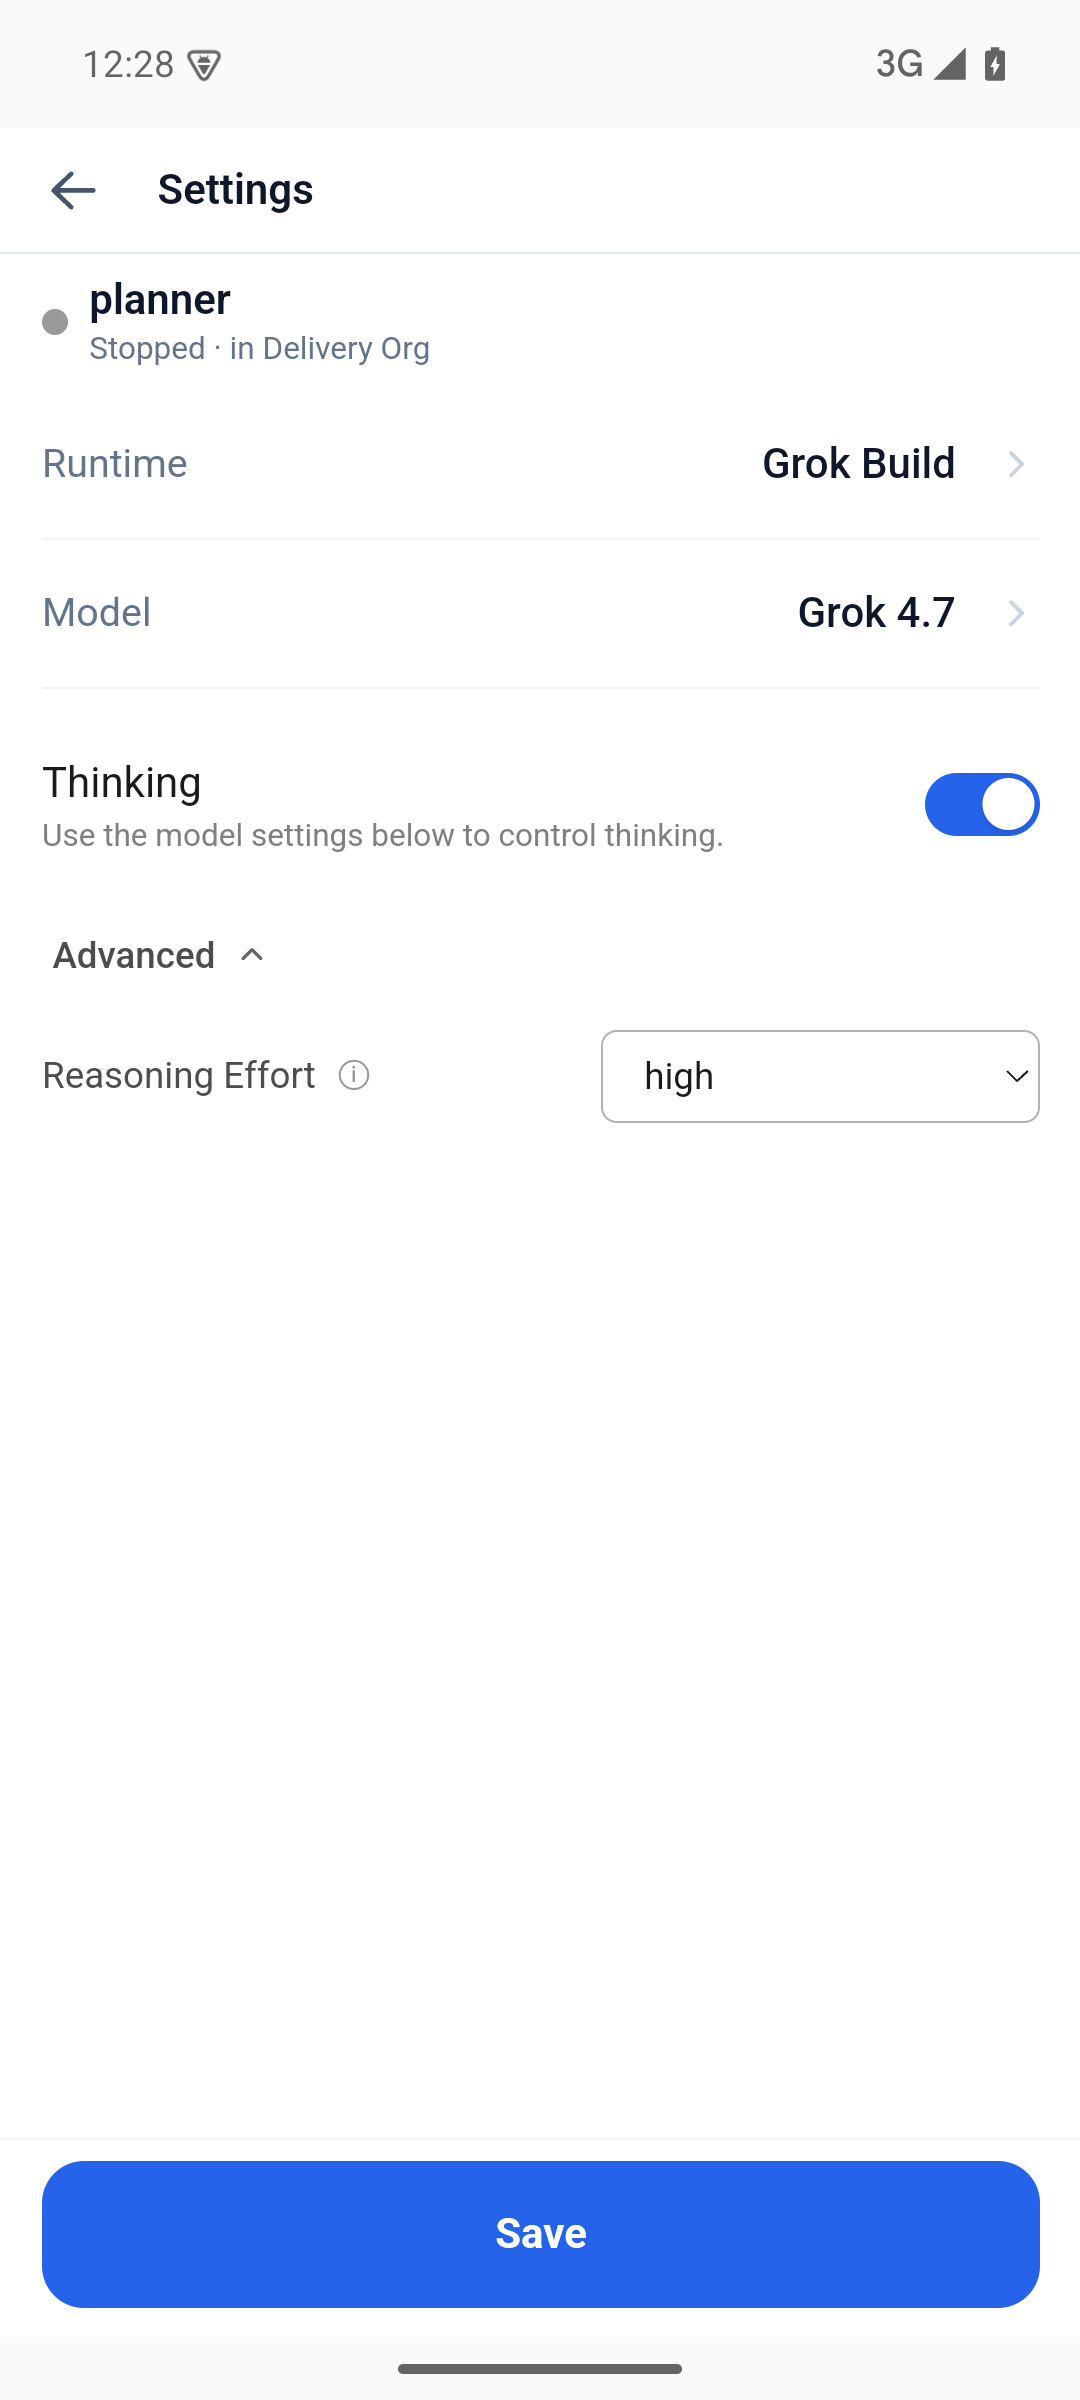 12:28
3G
Settings
planner
Stopped · in Delivery Org
Runtime
Grok Build
Model
Grok 4.7
Thinking
Use the model settings below to control thinking.
Advanced
Reasoning Effort
high
Save